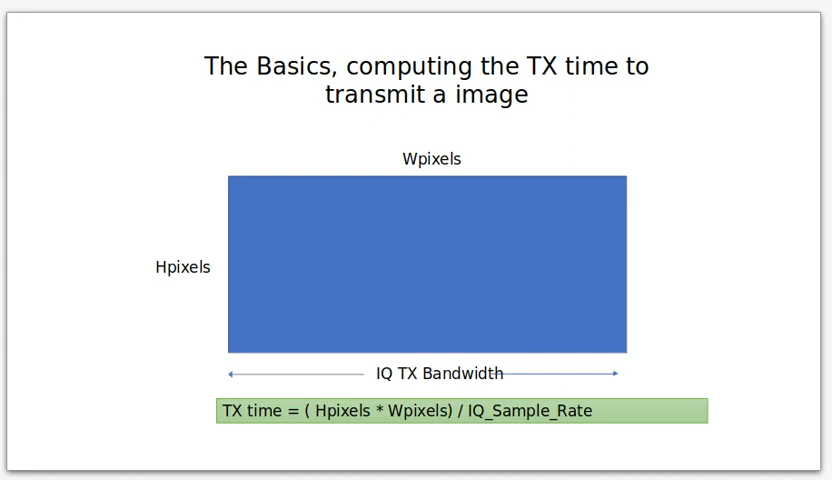 The Basics, computing the TX time to
transmit a image
Wpixels
Hpixels
IQ TX Bandwidth
TX time = ( Hpixels * Wpixels) / IQ_Sample_Rate